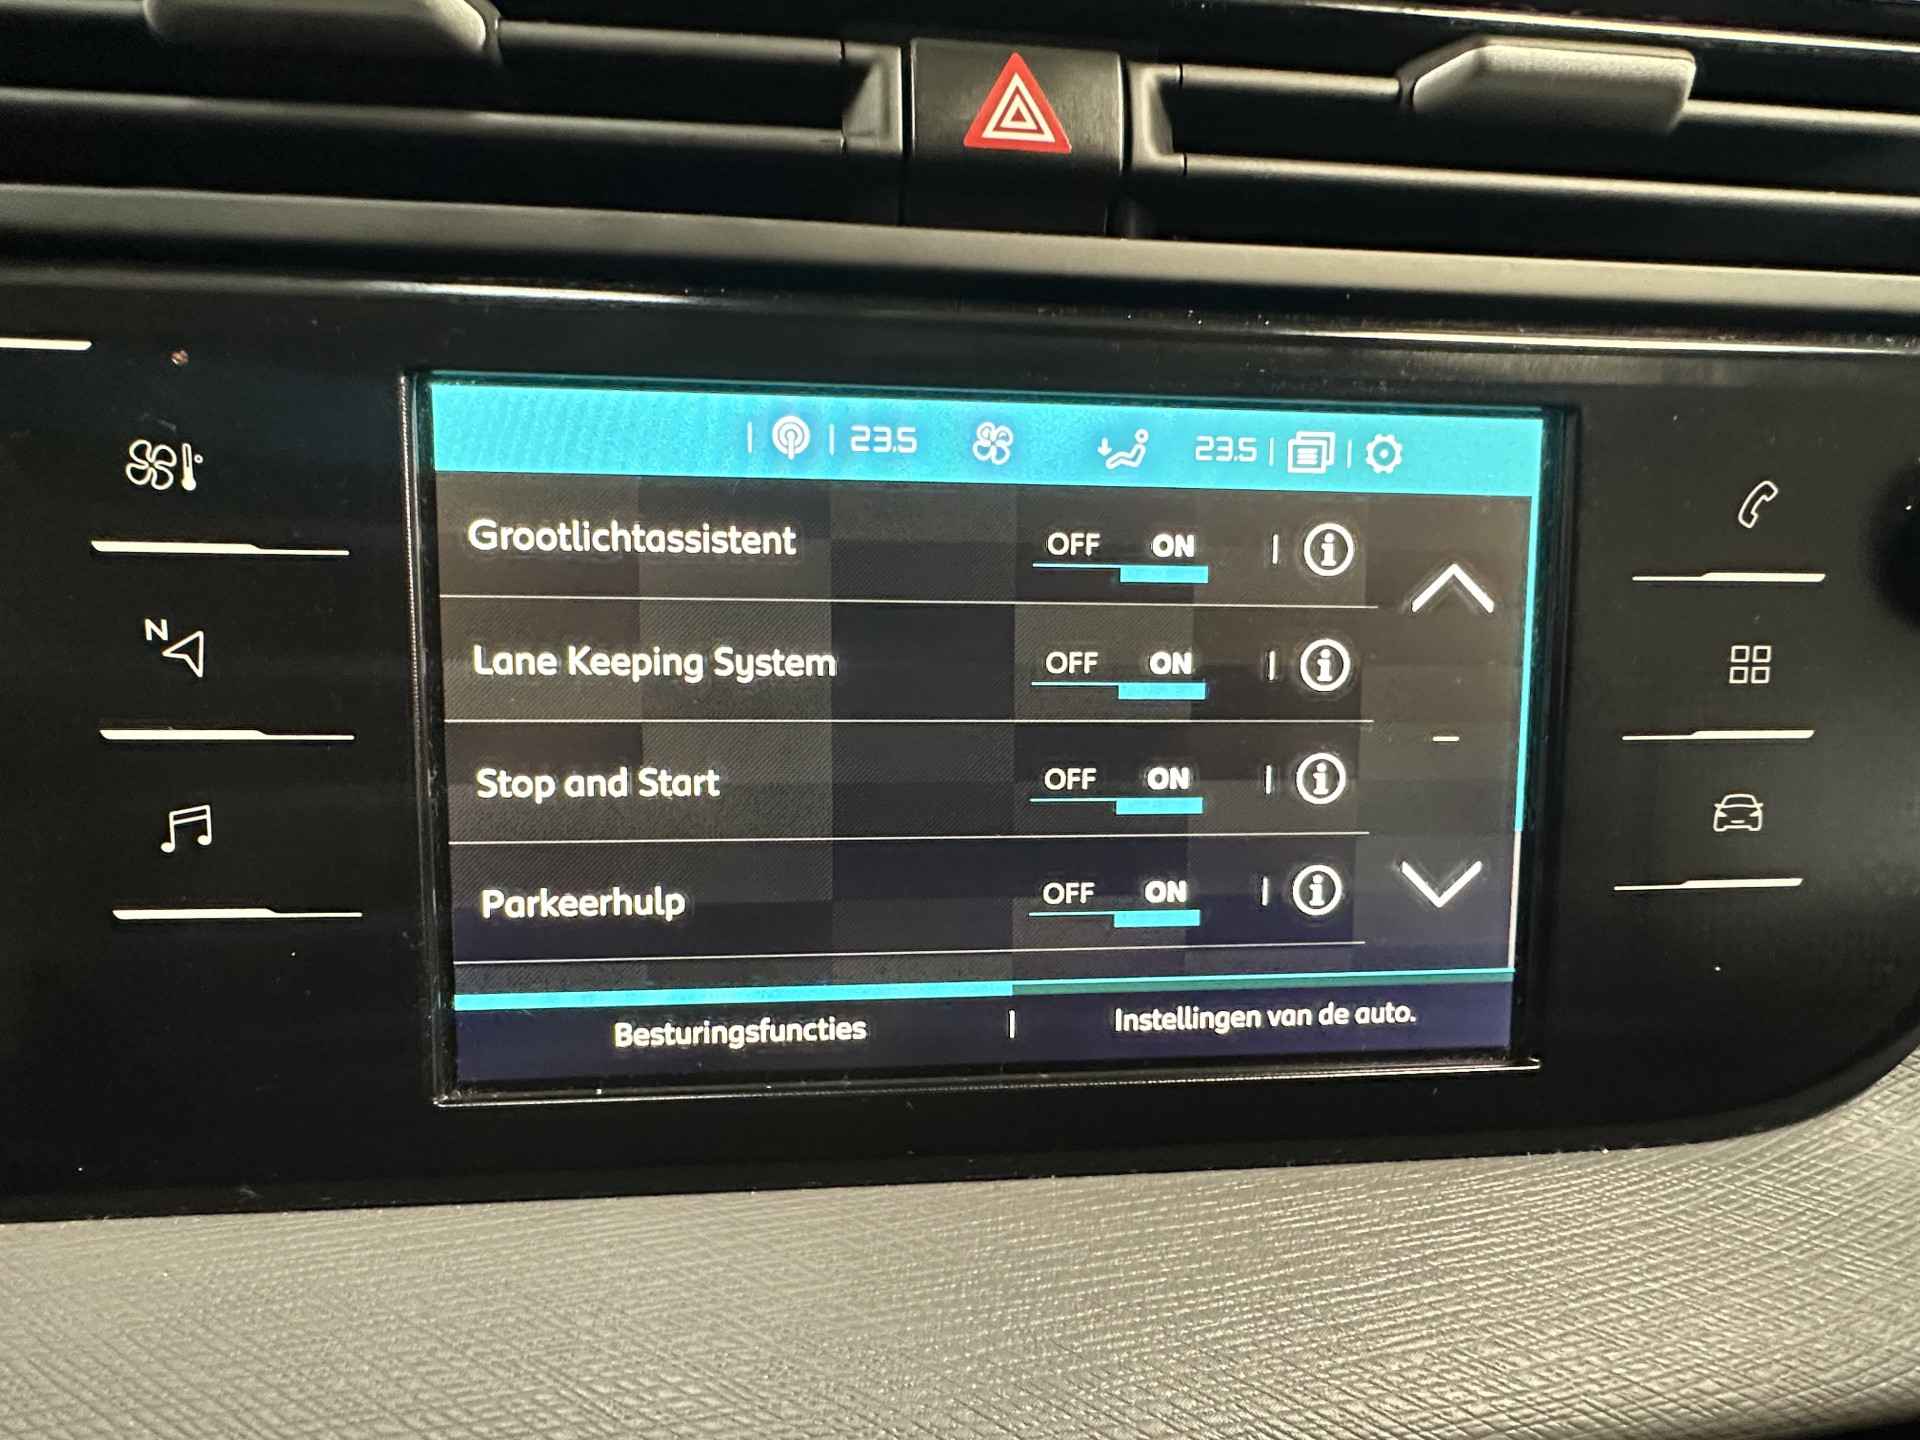 23.5 23.5
Grootlichtassistent OFF ON
Lane Keeping System OFF ON
Stop and Start OFF ON
Parkeerhulp OFF ON
Besturingsfuncties Instellingen van de auto.
N